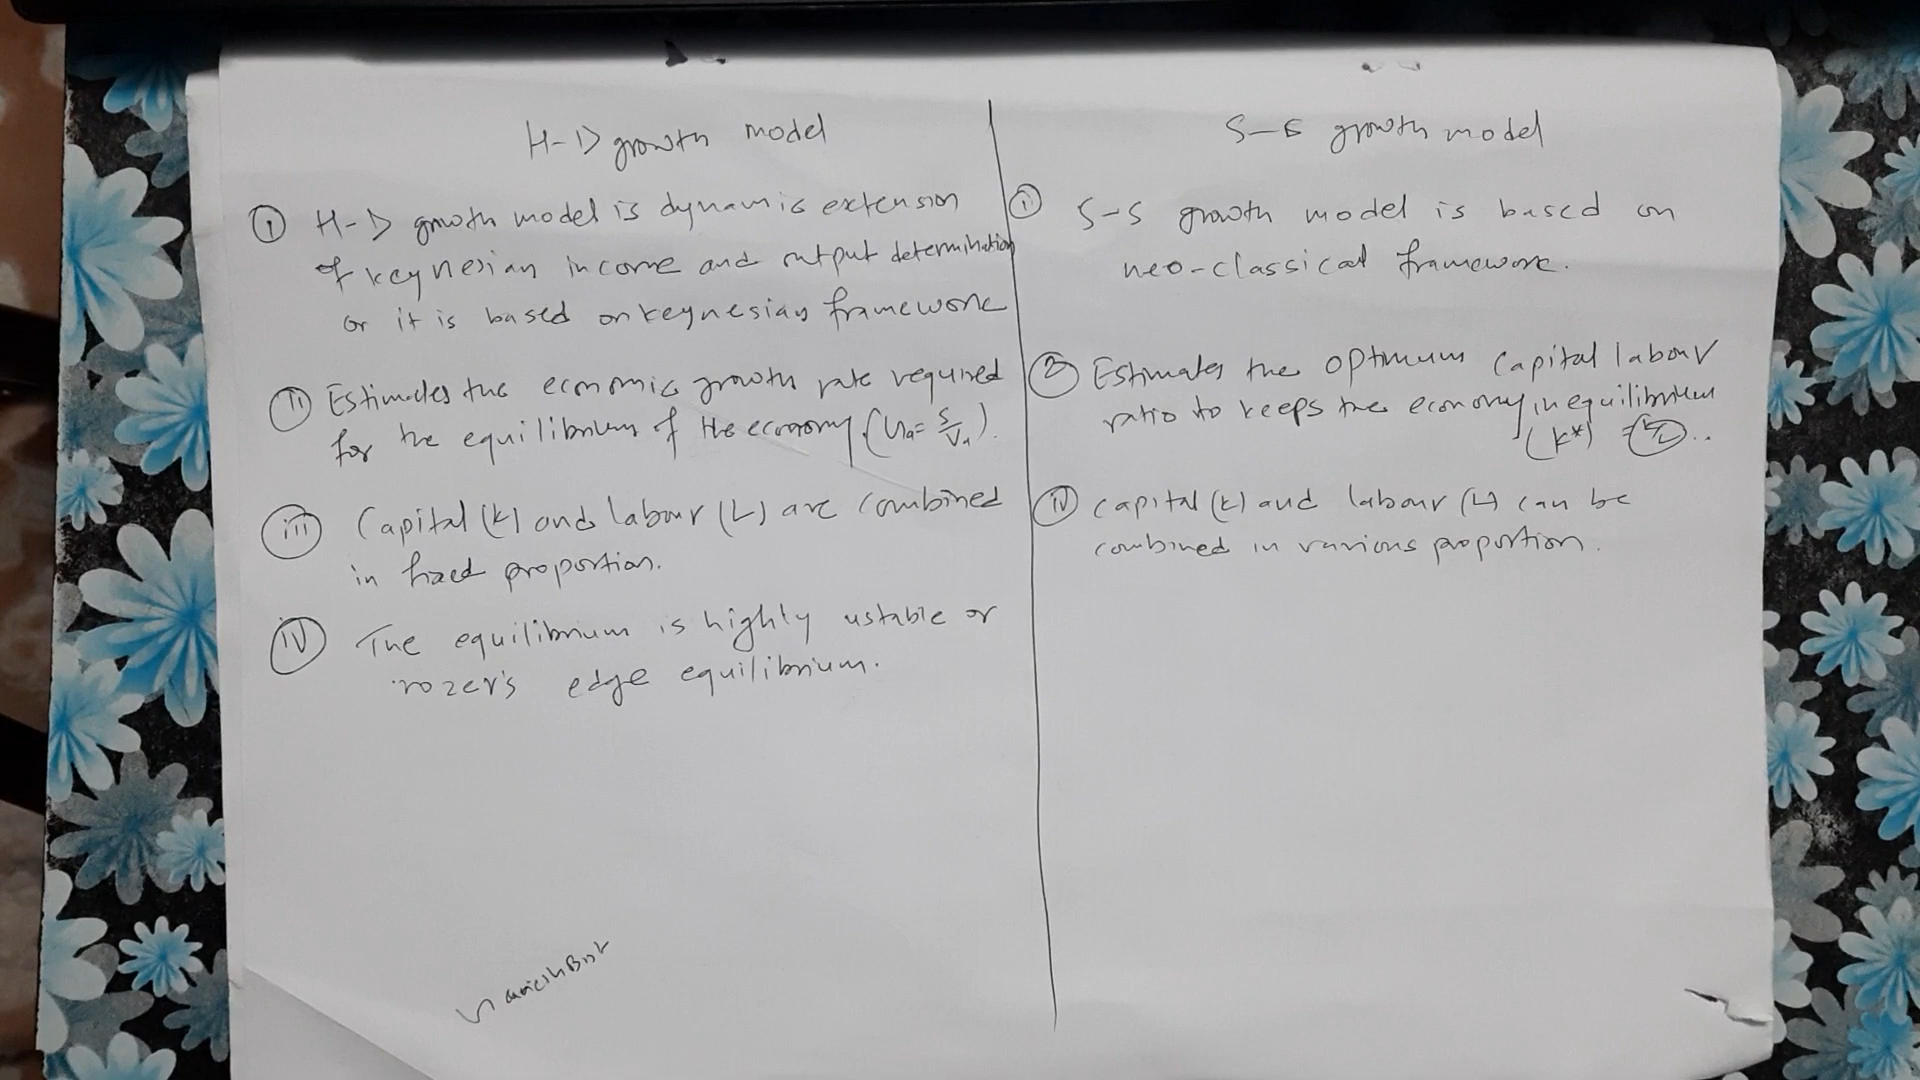 H-D growth model
① H-D growth model is dynamic extension
of keynesian income and output determination
or it is based on keynesian framework
(ii) Estimates the economic growth rate required
for the equilibrium of the economy.
(iii) Capital (K) and labour (L) are combined
in fixed proportion.
(iv) The equilibrium is highly ustable or
rozer's edge equilibrium.
S-S growth model
① S-S growth model is based on
neo-classical framework.
② Estimates the optimum capital labour
ratio to keeps the economy in equilibrium
(k*)
(iv) capital (k) and labour (L) can be
combined in various proportion.